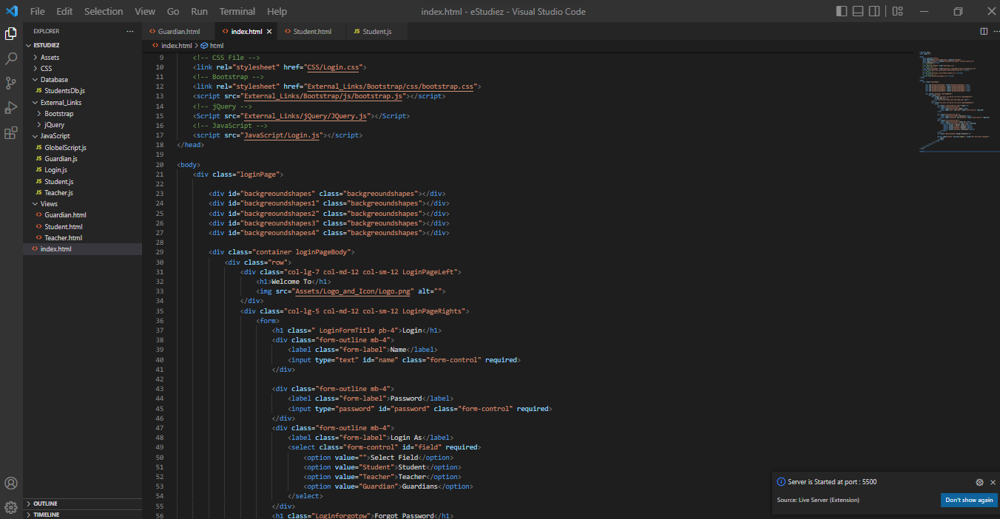 File Edit Selection View Go Run Terminal Help index.html - eStudiez - Visual Studio Code
EXPLORER ···
ESTUDIEZ
Assets
CSS
Database
JS StudentsDb.js
External_Links
Bootstrap
jQuery
JavaScript
JS GlobelScript.js
JS Guardian.js
JS Login.js
JS Student.js
JS Teacher.js
Views
<> Guardian.html
<> Student.html
<> Teacher.html
<> index.html
OUTLINE
TIMELINE
<> Guardian.html <> index.html <> Student.html JS Student.js
<> index.html > html
9 <!-- CSS File -->
10 <link rel="stylesheet" href="CSS/Login.css">
11 <!-- Bootstrap -->
12 <link rel="stylesheet" href="External_Links/Bootstrap/css/bootstrap.css">
13 <script src="External_Links/Bootstrap/js/bootstrap.js"></script>
14 <!-- jQuery -->
15 <Script src="External_Links/jQuery/JQuery.js"></Script>
16 <!-- JavaScript -->
17 <script src="JavaScript/Login.js"></script>
18 </head>
19
20 <body>
21 <div class="loginPage">
22
23 <div id="backgreoundshapes" class="backgreoundshapes"></div>
24 <div id="backgreoundshapes1" class="backgreoundshapes"></div>
25 <div id="backgreoundshapes2" class="backgreoundshapes"></div>
26 <div id="backgreoundshapes3" class="backgreoundshapes"></div>
27 <div id="backgreoundshapes4" class="backgreoundshapes"></div>
28
29 <div class="container loginPageBody">
30 <div class="row">
31 <div class="col-lg-7 col-md-12 col-sm-12 LoginPageLeft">
32 <h1>Welcome To</h1>
33 <img src="Assets/Logo_and_Icon/Logo.png" alt="">
34 </div>
35 <div class="col-lg-5 col-md-12 col-sm-12 LoginPageRights">
36 <form>
37 <h1 class=" LoginFormTitle pb-4">Login</h1>
38 <div class="form-outline mb-4">
39 <label class="form-label">Name</label>
40 <input type="text" id="name" class="form-control" required>
41 </div>
42
43 <div class="form-outline mb-4">
44 <label class="form-label">Password</label>
45 <input type="password" id="password" class="form-control" required>
46 </div>
47 <div class="form-outline mb-4">
48 <label class="form-label">Login As</label>
49 <select class="form-control" id="field" required>
50 <option value="">Select Field</option>
51 <option value="Student">Student</option>
52 <option value="Teacher">Teacher</option>
53 <option value="Guardian">Guardians</option>
54 </select>
55 </div>
56 <h1 class="Loginforgotpw">Forgot Password</h1>
Server is Started at port : 5500
Source: Live Server (Extension) Don't show again